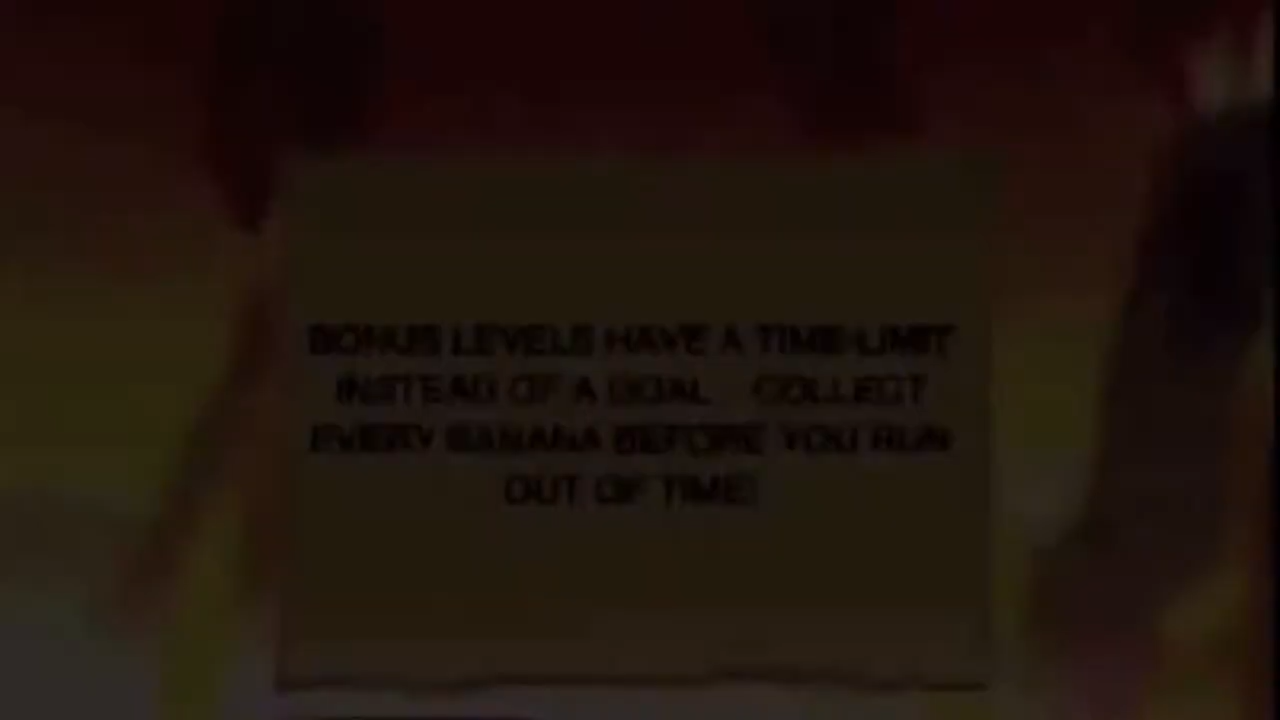 BONUS LEVELS HAVE A TIME LIMIT
INSTEAD OF A GOAL. COLLECT
EVERY BANANA BEFORE YOU RUN
OUT OF TIME!